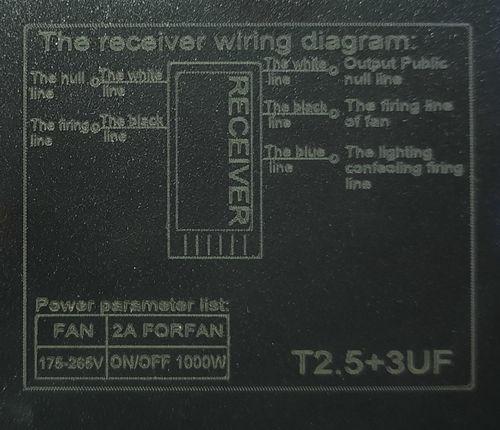 The receiver wiring diagram:
The null line
The white line
The firing line
The black line
RECEIVER
The white line
Output Public null line
The black line
The firing line of fan
The blue line
The lighting contecling firing line
Power parameter list:
FAN 2A FORFAN
175-265V ON/OFF 1000W
T2.5+3UF